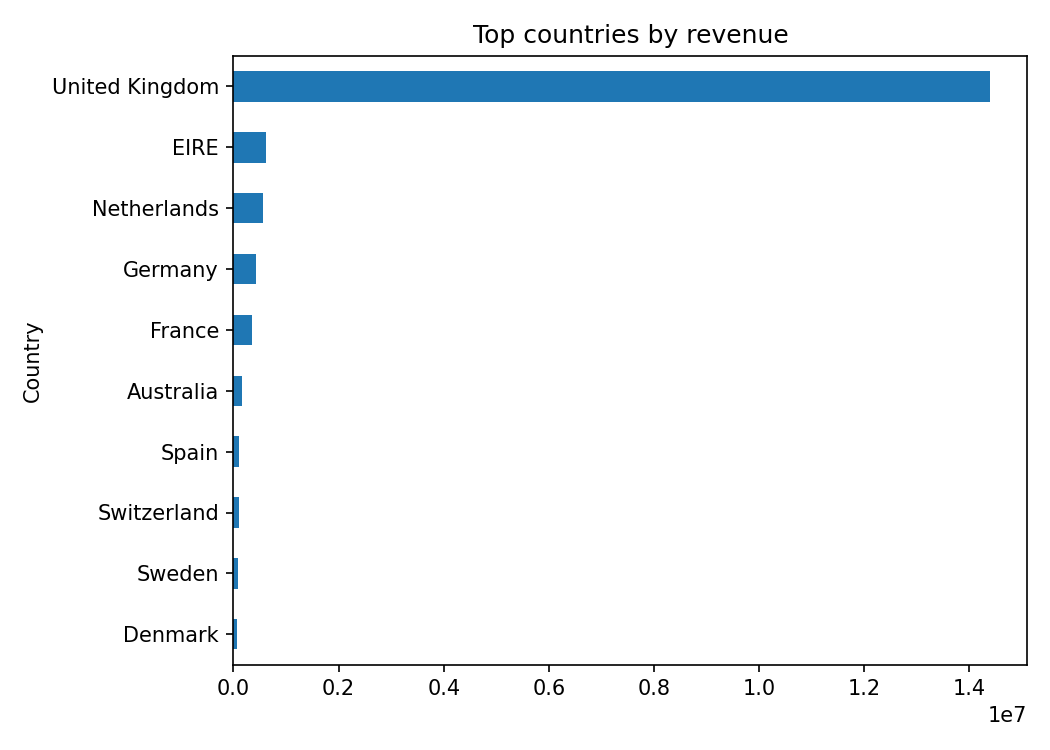 Top countries by revenue
United Kingdom
EIRE
Netherlands
Germany
France
Australia
Spain
Switzerland
Sweden
Denmark
Country
0.0 0.2 0.4 0.6 0.8 1.0 1.2 1.4
1e7